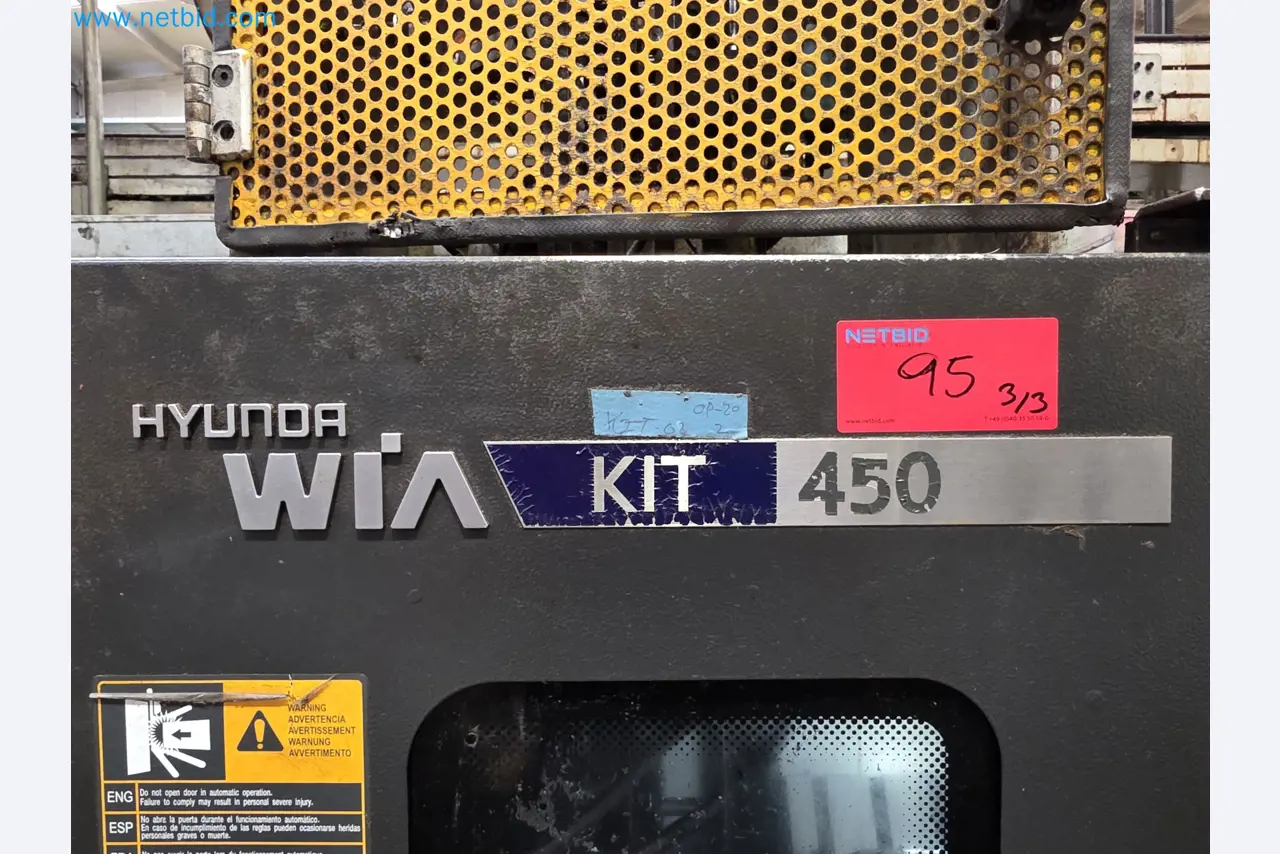 www.netbid.com
NETBID
95 3/3
www.netbid.com
OP-20
HYUNDA
WIA
KIT 450
WARNING
ADVERTENCIA
AVERTISSEMENT
WARNUNG
AVVERTIMENTO
ENG Do not open door in automatic operation.
Failure to comply may result in personal severe injury.
ESP No abra la puerta durante el funcionamiento automático.
En caso de incumplimiento de las reglas pueden ocasionarse heridas
personales graves o muerte.